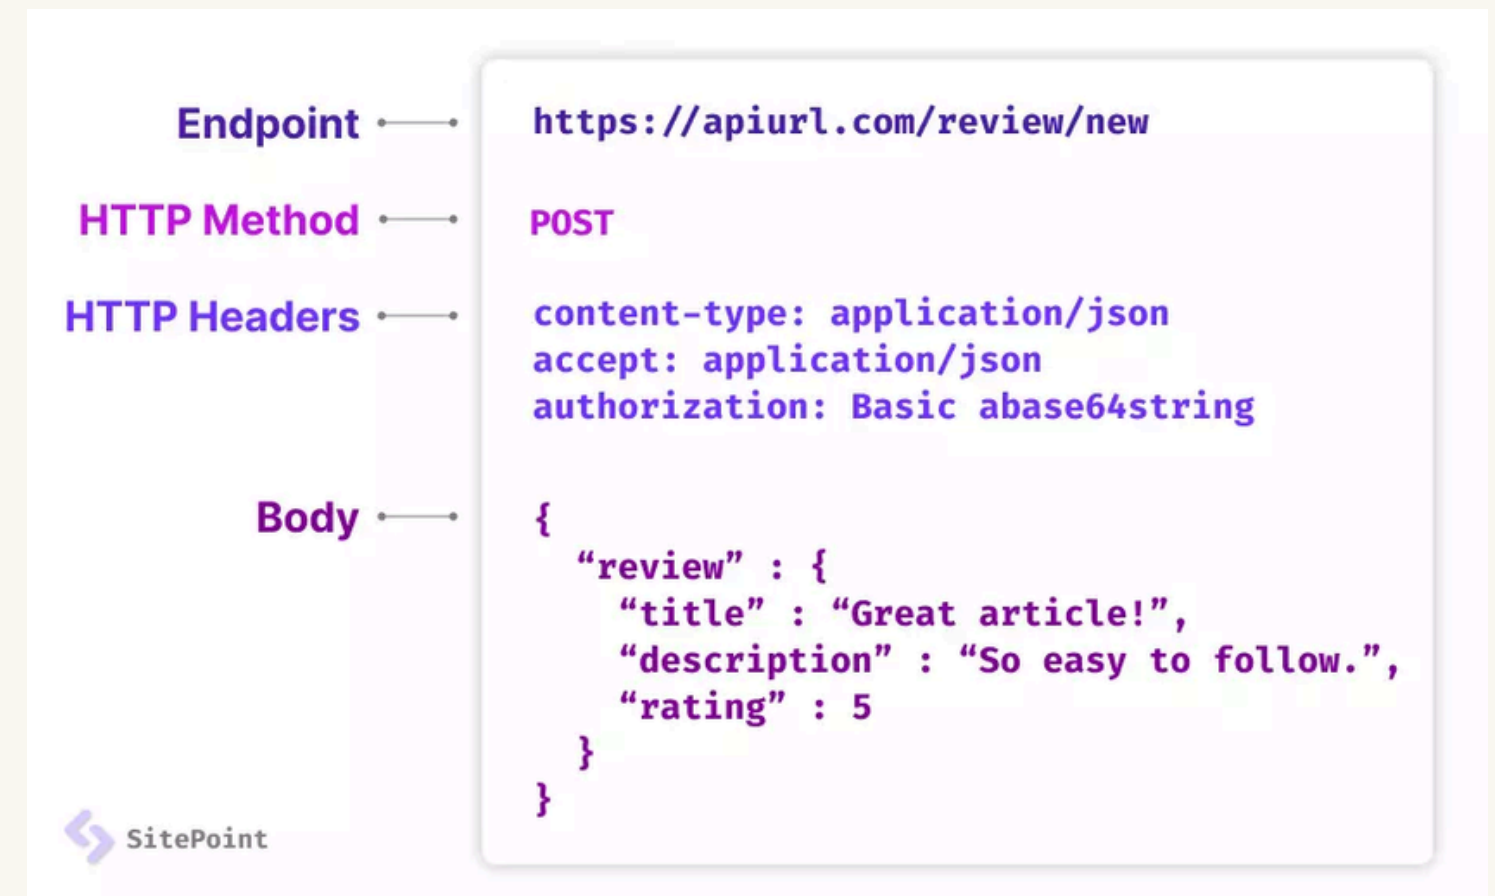 Endpoint
https://apiurl.com/review/new
HTTP Method
POST
HTTP Headers
content-type: application/json
accept: application/json
authorization: Basic abase64string
Body
{
“review” : {
“title” : “Great article!”,
“description” : “So easy to follow.”,
“rating” : 5
}
}
SitePoint